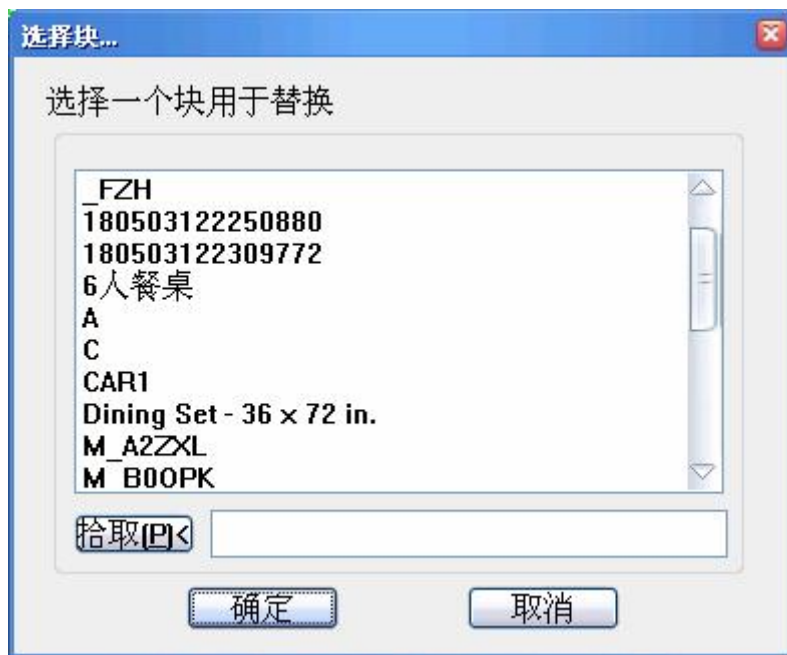 选择块...
选择一个块用于替换
_FZH
180503122250880
180503122309772
6人餐桌
A
C
CAR1
Dining Set - 36 x 72 in.
M_A2ZXL
M_B0OPK
拾取(P)<
确定 取消